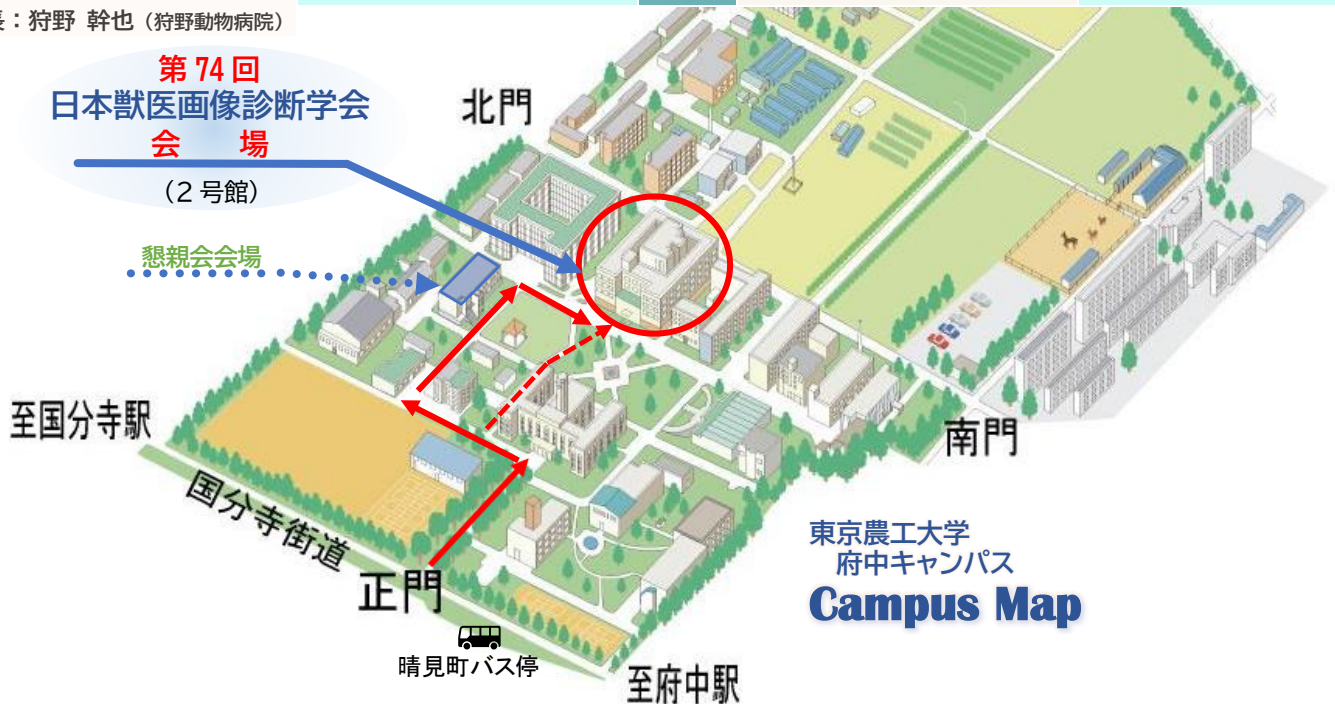 ：狩野 幹也（狩野動物病院）
第 74 回
日本獣医画像診断学会
会 場
（2 号館）
懇親会会場
北門
至国分寺駅
国分寺街道
正門
晴見町バス停
至府中駅
南門
東京農工大学
府中キャンパス
Campus Map